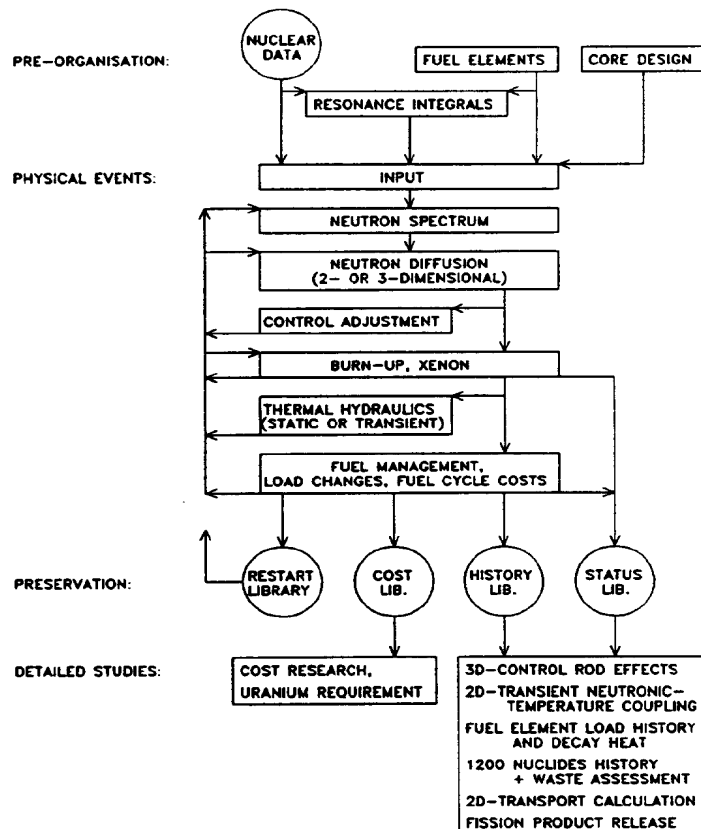 NUCLEAR
DATA
PRE-ORGANISATION:
FUEL ELEMENTS
CORE DESIGN
RESONANCE INTEGRALS
PHYSICAL EVENTS:
INPUT
NEUTRON SPECTRUM
NEUTRON DIFFUSION
(2- OR 3-DIMENSIONAL)
CONTROL ADJUSTMENT
BURN-UP, XENON
THERMAL HYDRAULICS
(STATIC OR TRANSIENT)
FUEL MANAGEMENT,
LOAD CHANGES, FUEL CYCLE COSTS
PRESERVATION:
RESTART
LIBRARY
COST
LIB.
HISTORY
LIB.
STATUS
LIB.
DETAILED STUDIES:
COST RESEARCH,
URANIUM REQUIREMENT
3D-CONTROL ROD EFFECTS
2D-TRANSIENT NEUTRONIC-
TEMPERATURE COUPLING
FUEL ELEMENT LOAD HISTORY
AND DECAY HEAT
1200 NUCLIDES HISTORY
+ WASTE ASSESSMENT
2D-TRANSPORT CALCULATION
FISSION PRODUCT RELEASE